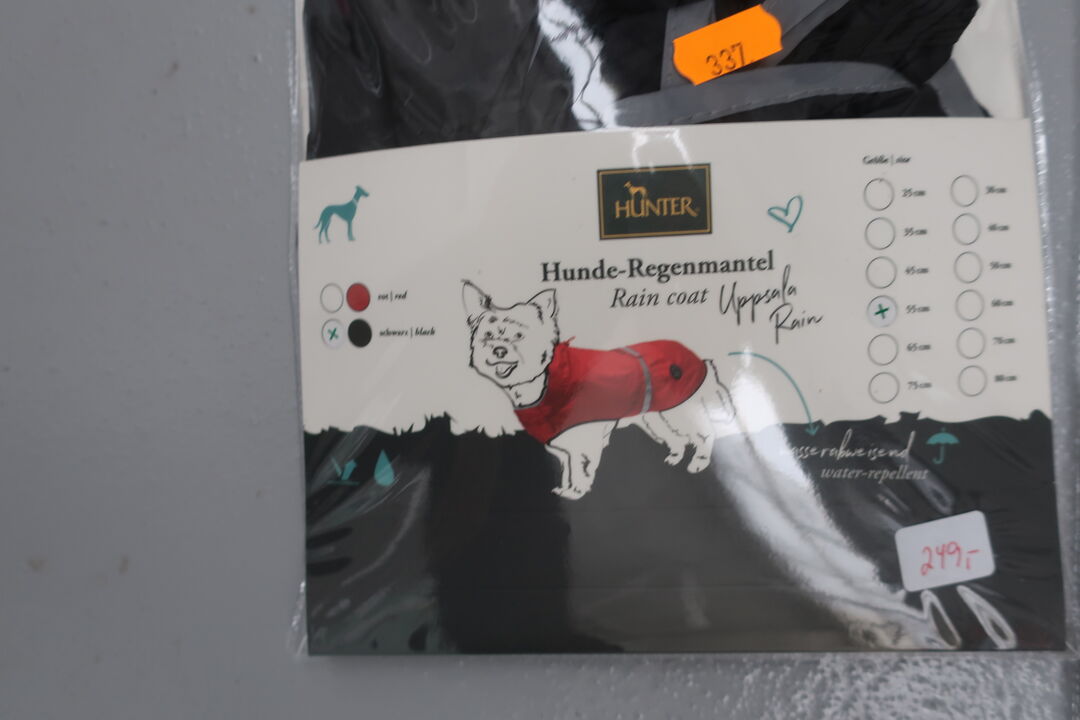 337
HUNTER
Größe | size
Hunde-Regenmantel
Rain coat
Uppsala
Rain
rot | red
schwarz | black
25 cm
30 cm
35 cm
40 cm
45 cm
50 cm
55 cm
60 cm
65 cm
70 cm
75 cm
80 cm
wasserabweisend
water-repellent
249,-